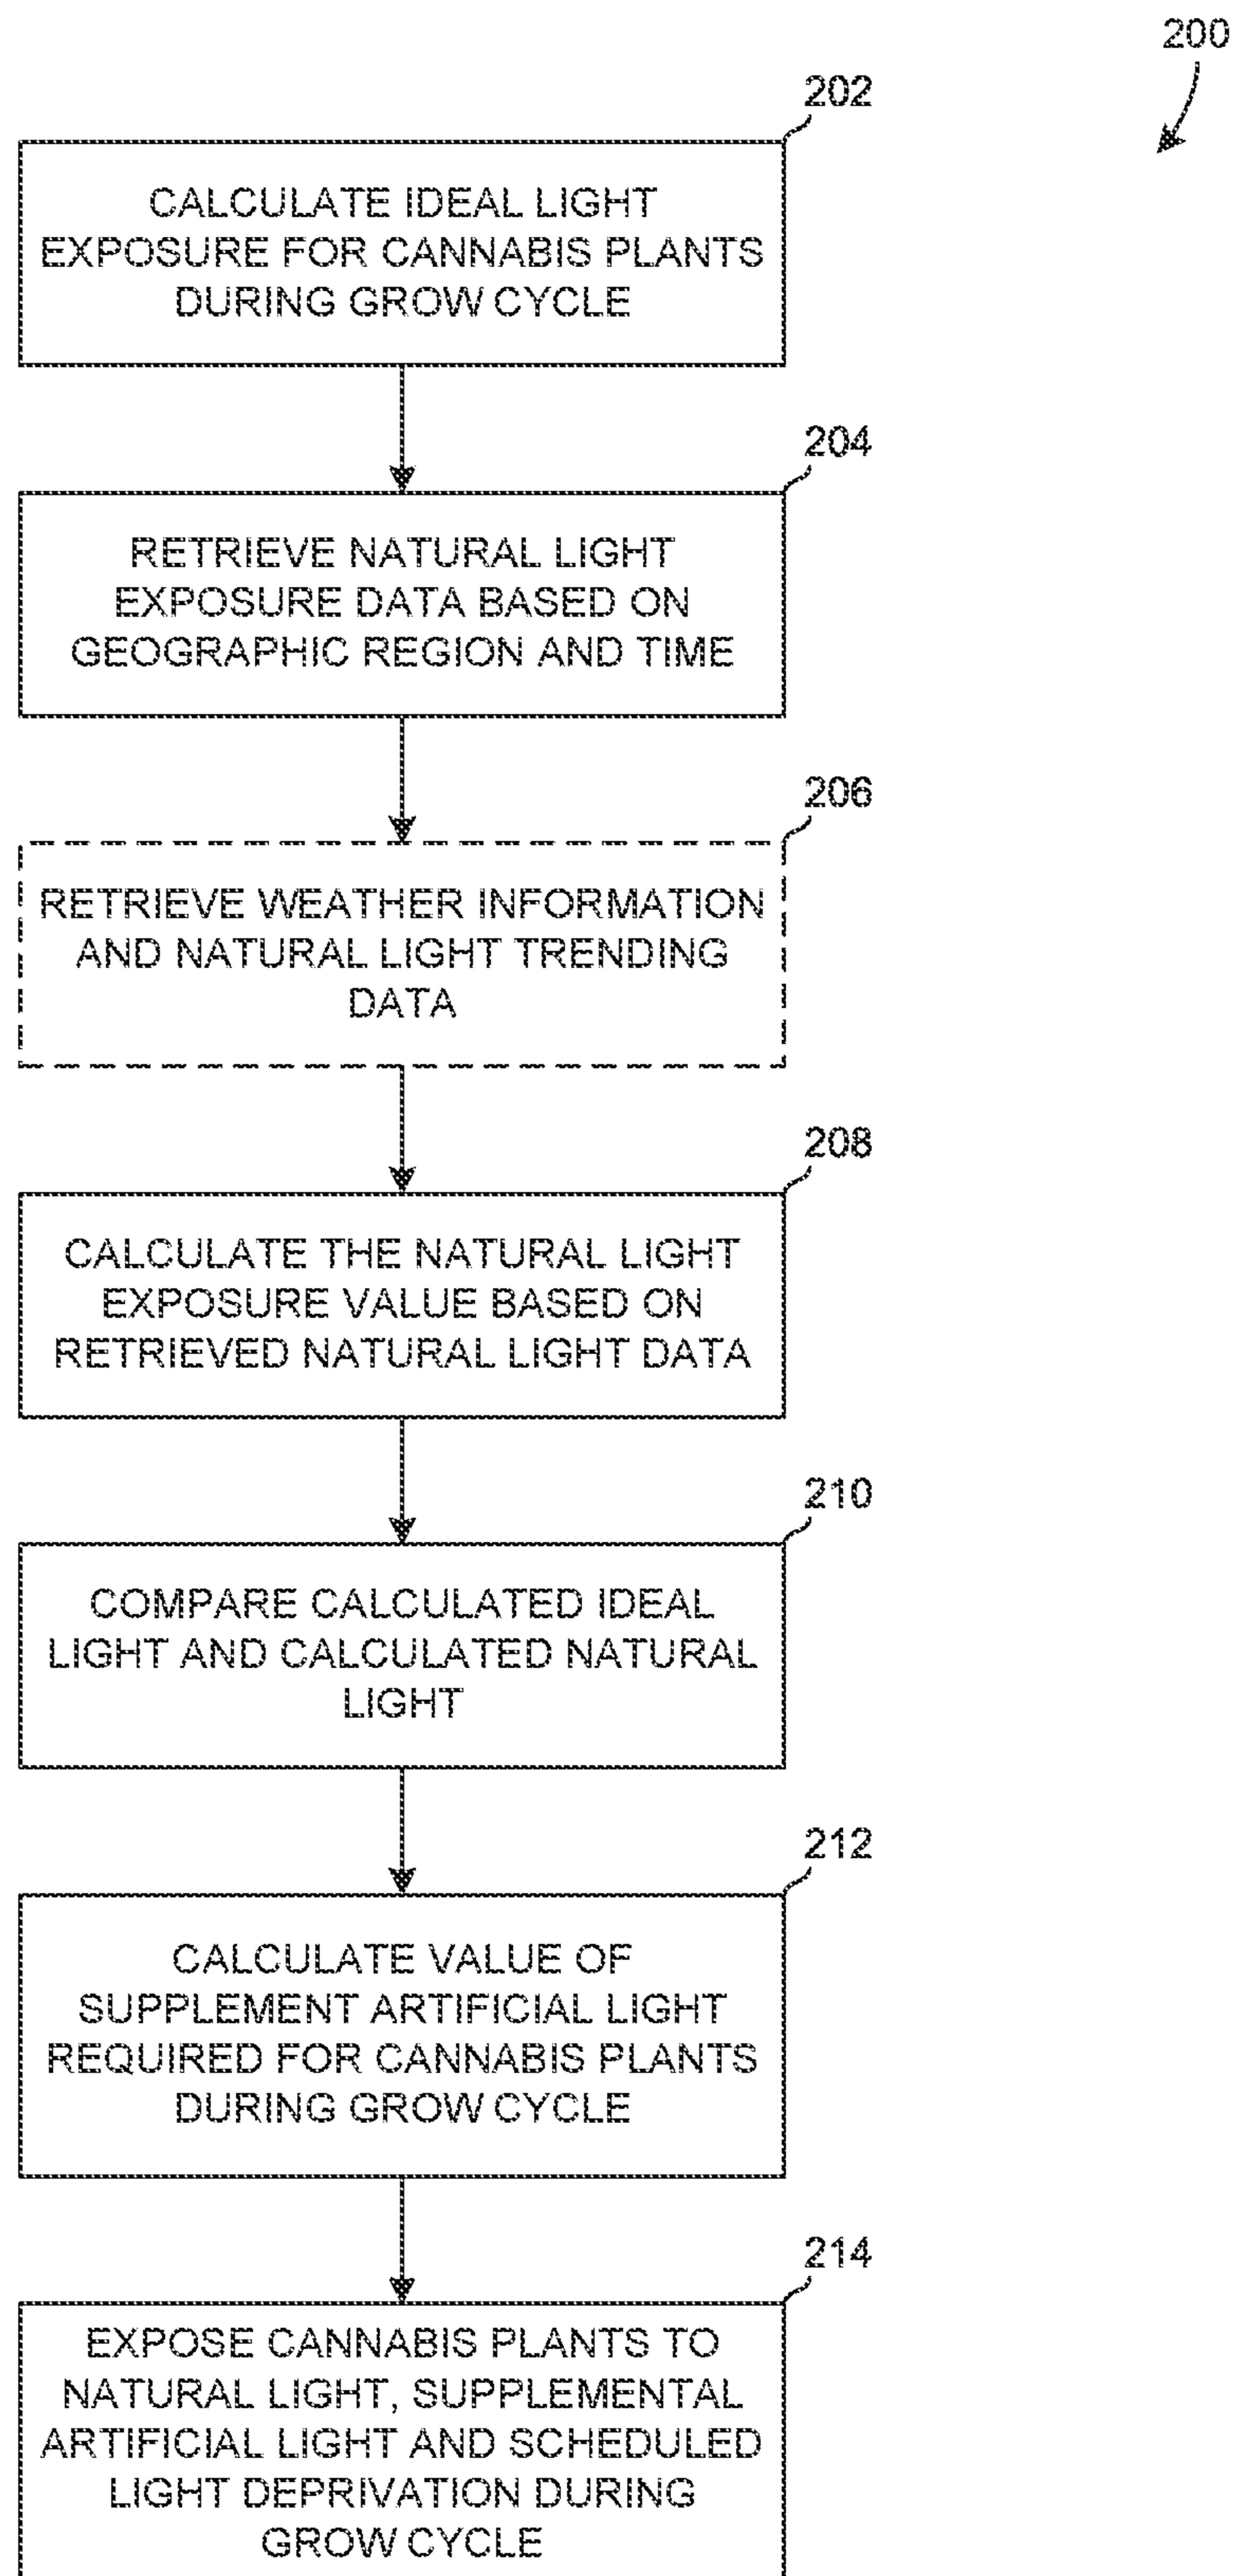 200
202
CALCULATE IDEAL LIGHT
EXPOSURE FOR CANNABIS PLANTS
DURING GROW CYCLE
204
RETRIEVE NATURAL LIGHT
EXPOSURE DATA BASED ON
GEOGRAPHIC REGION AND TIME
206
RETRIEVE WEATHER INFORMATION
AND NATURAL LIGHT TRENDING
DATA
208
CALCULATE THE NATURAL LIGHT
EXPOSURE VALUE BASED ON
RETRIEVED NATURAL LIGHT DATA
210
COMPARE CALCULATED IDEAL
LIGHT AND CALCULATED NATURAL
LIGHT
212
CALCULATE VALUE OF
SUPPLEMENT ARTIFICIAL LIGHT
REQUIRED FOR CANNABIS PLANTS
DURING GROW CYCLE
214
EXPOSE CANNABIS PLANTS TO
NATURAL LIGHT, SUPPLEMENTAL
ARTIFICIAL LIGHT AND SCHEDULED
LIGHT DEPRIVATION DURING
GROW CYCLE